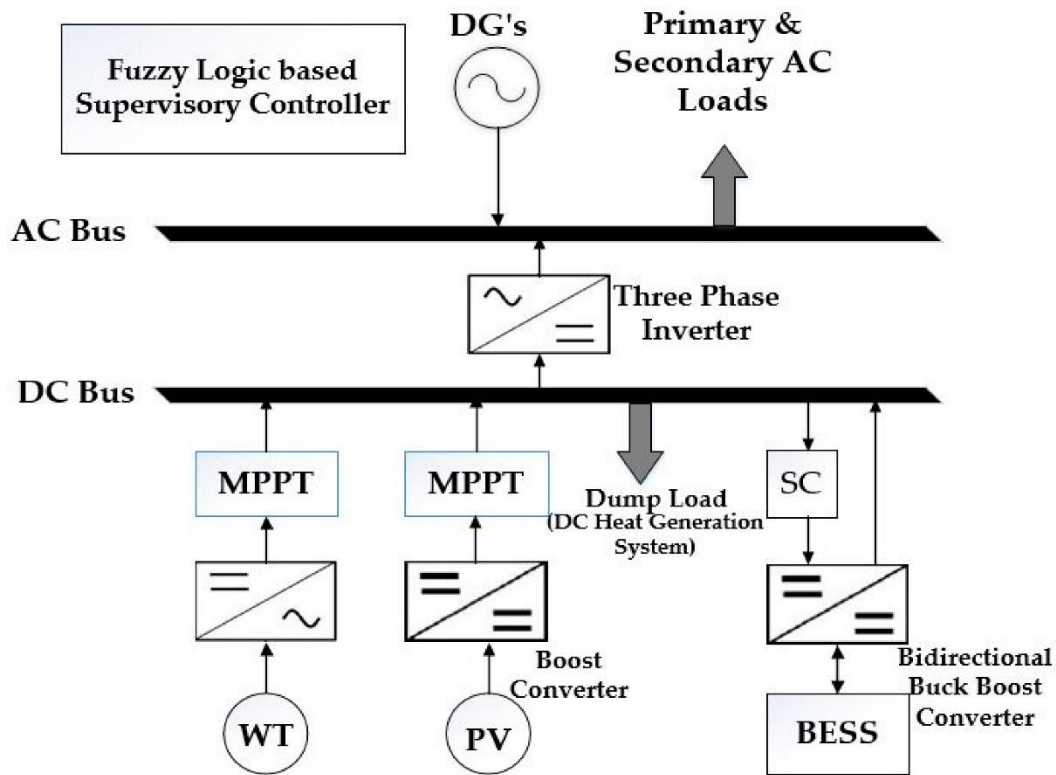 Fuzzy Logic based
Supervisory Controller
DG's
Primary &
Secondary AC
Loads
AC Bus
Three Phase
Inverter
DC Bus
MPPT
MPPT
Dump Load
(DC Heat Generation
System)
SC
Boost
Converter
Bidirectional
Buck Boost
Converter
WT
PV
BESS